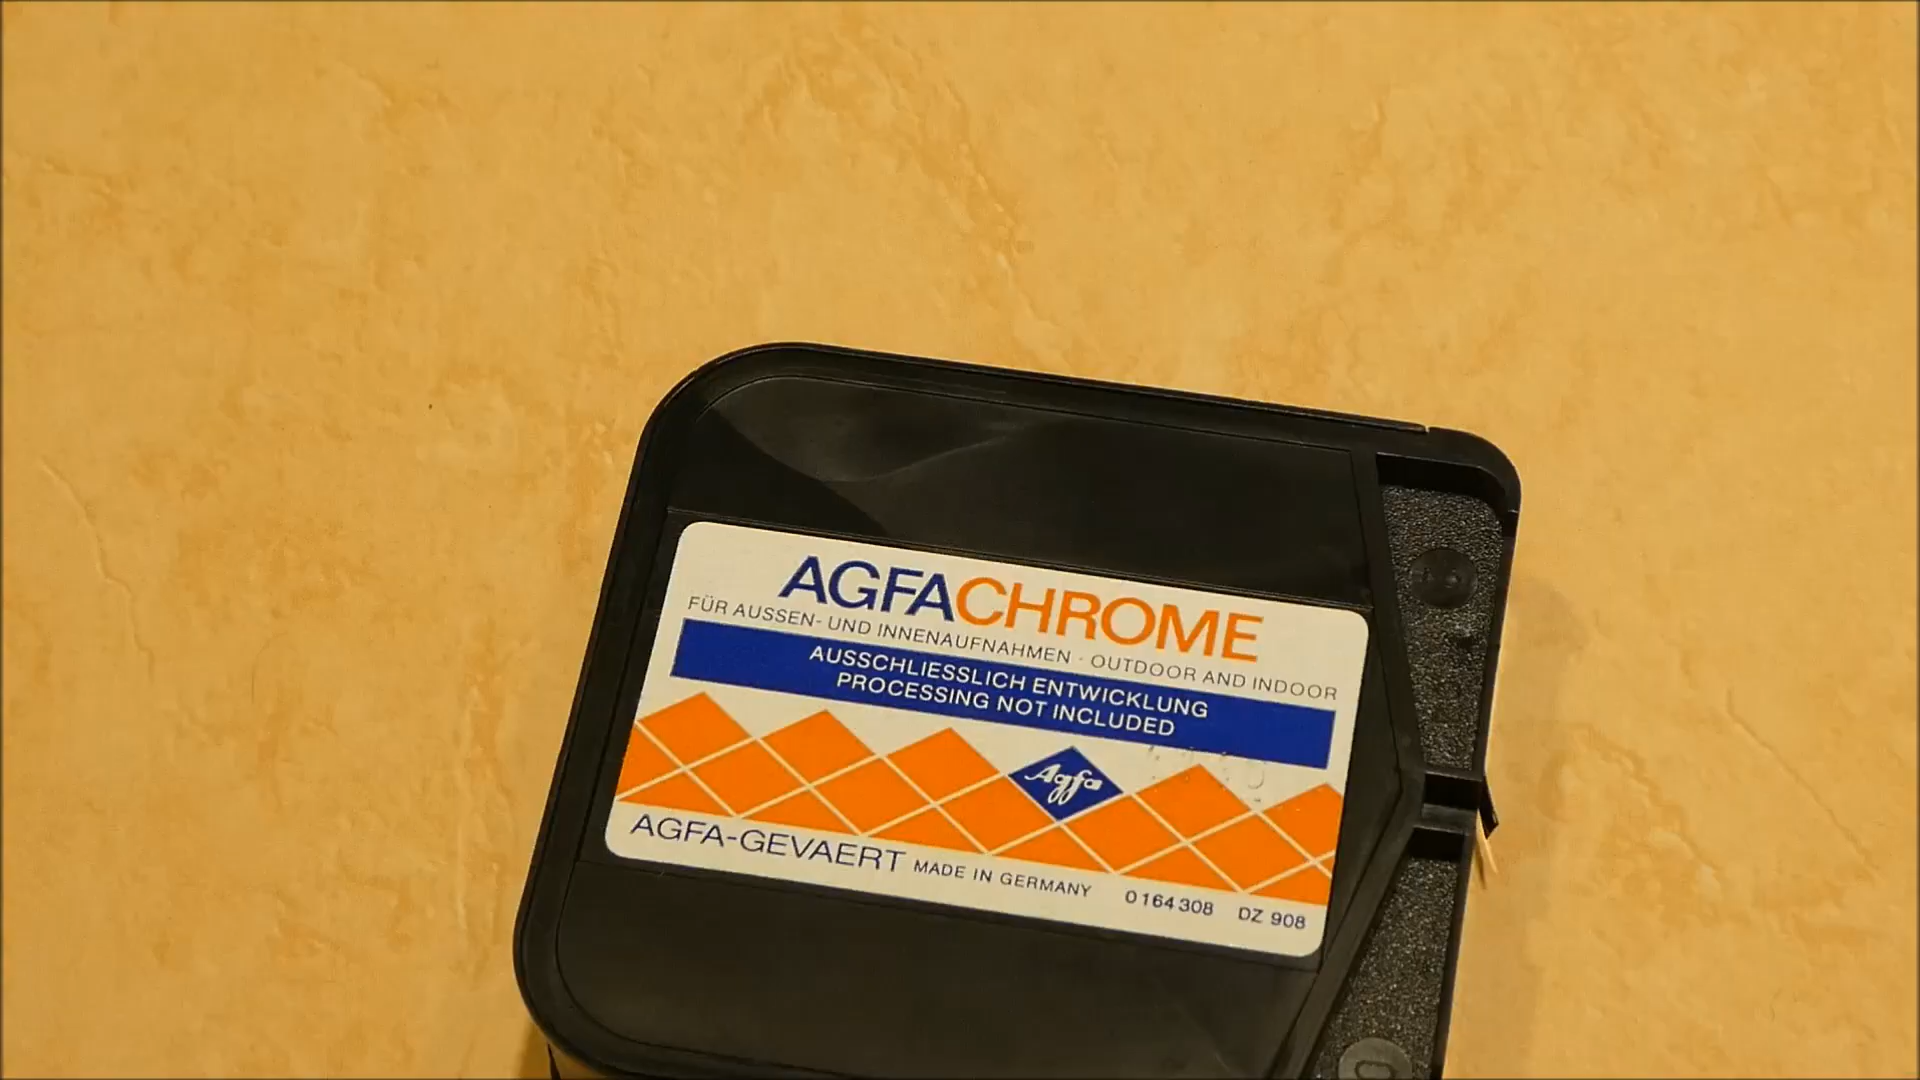 AGFACHROME
FÜR AUSSEN- UND INNENAUFNAHMEN - OUTDOOR AND INDOOR
AUSSCHLIESSLICH ENTWICKLUNG
PROCESSING NOT INCLUDED
Agfa
AGFA-GEVAERT MADE IN GERMANY 0164308 DZ 908